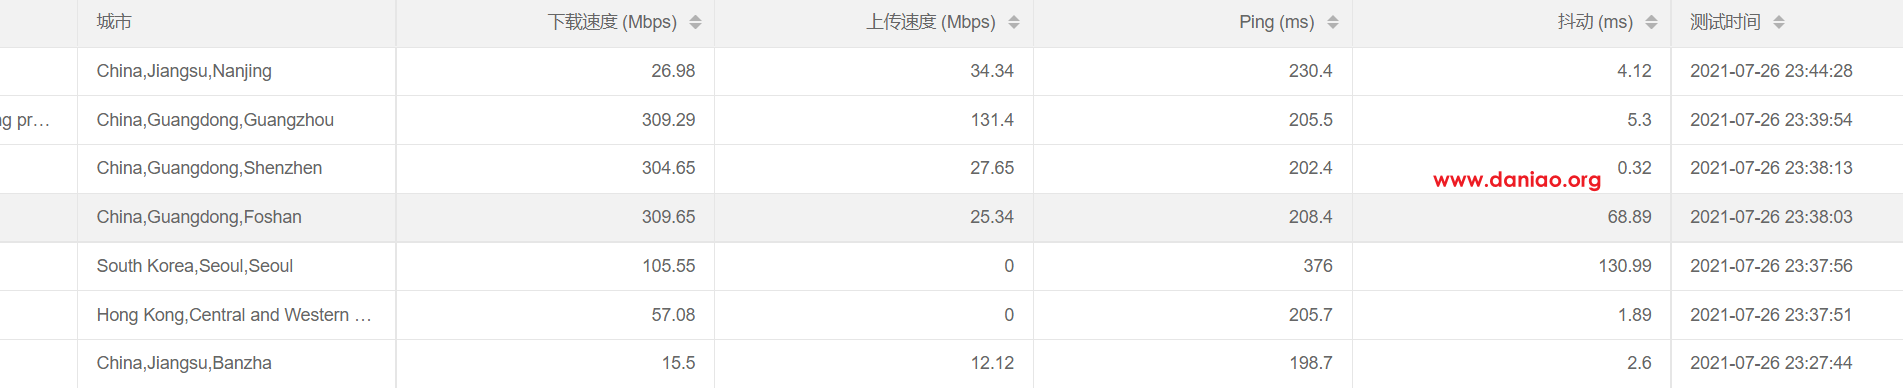 城市 下载速度 (Mbps) 上传速度 (Mbps) Ping (ms) 抖动 (ms) 测试时间
China,Jiangsu,Nanjing 26.98 34.34 230.4 4.12 2021-07-26 23:44:28
pr… China,Guangdong,Guangzhou 309.29 131.4 205.5 5.3 2021-07-26 23:39:54
China,Guangdong,Shenzhen 304.65 27.65 202.4 0.32 2021-07-26 23:38:13
www.daniao.org
China,Guangdong,Foshan 309.65 25.34 208.4 68.89 2021-07-26 23:38:03
South Korea,Seoul,Seoul 105.55 0 376 130.99 2021-07-26 23:37:56
Hong Kong,Central and Western … 57.08 0 205.7 1.89 2021-07-26 23:37:51
China,Jiangsu,Banzha 15.5 12.12 198.7 2.6 2021-07-26 23:27:44